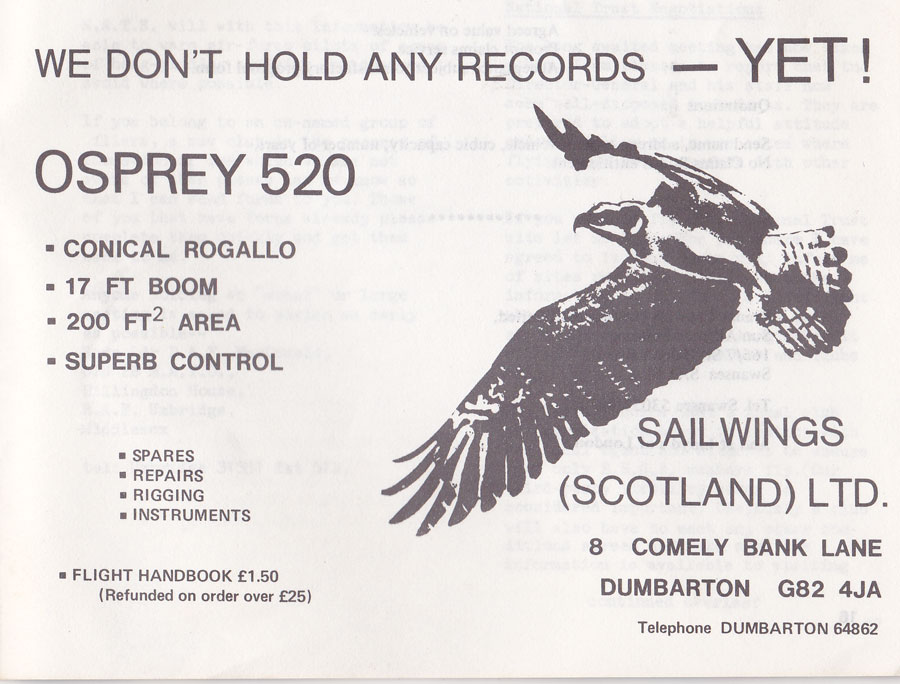 WE DON'T HOLD ANY RECORDS — YET!
OSPREY 520
▪ CONICAL ROGALLO
▪ 17 FT BOOM
▪ 200 FT² AREA
▪ SUPERB CONTROL
▪ SPARES
▪ REPAIRS
▪ RIGGING
▪ INSTRUMENTS
▪ FLIGHT HANDBOOK £1.50
(Refunded on order over £25)
SAILWINGS
(SCOTLAND) LTD.
8 COMELY BANK LANE
DUMBARTON G82 4JA
Telephone DUMBARTON 64862